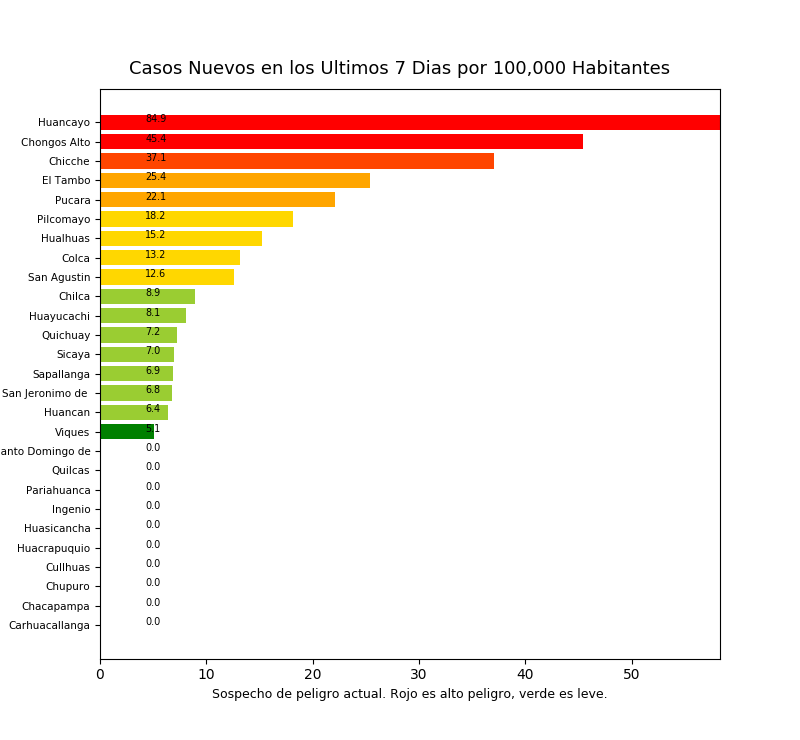 Casos Nuevos en los Ultimos 7 Dias por 100,000 Habitantes
Huancayo 84.9
Chongos Alto 45.4
Chicche 37.1
El Tambo 25.4
Pucara 22.1
Pilcomayo 18.2
Hualhuas 15.2
Colca 13.2
San Agustin 12.6
Chilca 8.9
Huayucachi 8.1
Quichuay 7.2
Sicaya 7.0
Sapallanga 6.9
San Jeronimo de 6.8
Huancan 6.4
Viques 5.1
anto Domingo de 0.0
Quilcas 0.0
Pariahuanca 0.0
Ingenio 0.0
Huasicancha 0.0
Huacrapuquio 0.0
Cullhuas 0.0
Chupuro 0.0
Chacapampa 0.0
Carhuacallanga 0.0
0 10 20 30 40 50
Sospecho de peligro actual. Rojo es alto peligro, verde es leve.